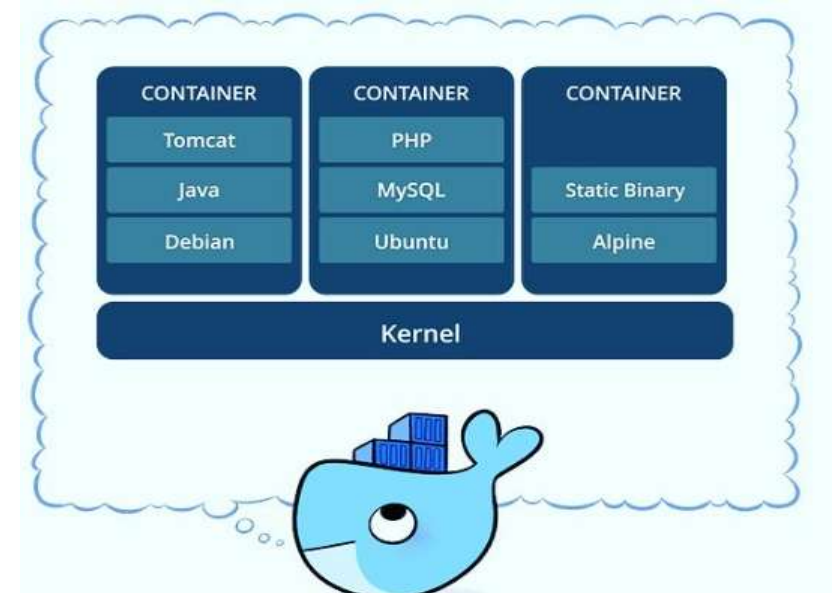 CONTAINER
Tomcat
Java
Debian
CONTAINER
PHP
MySQL
Ubuntu
CONTAINER
Static Binary
Alpine
Kernel